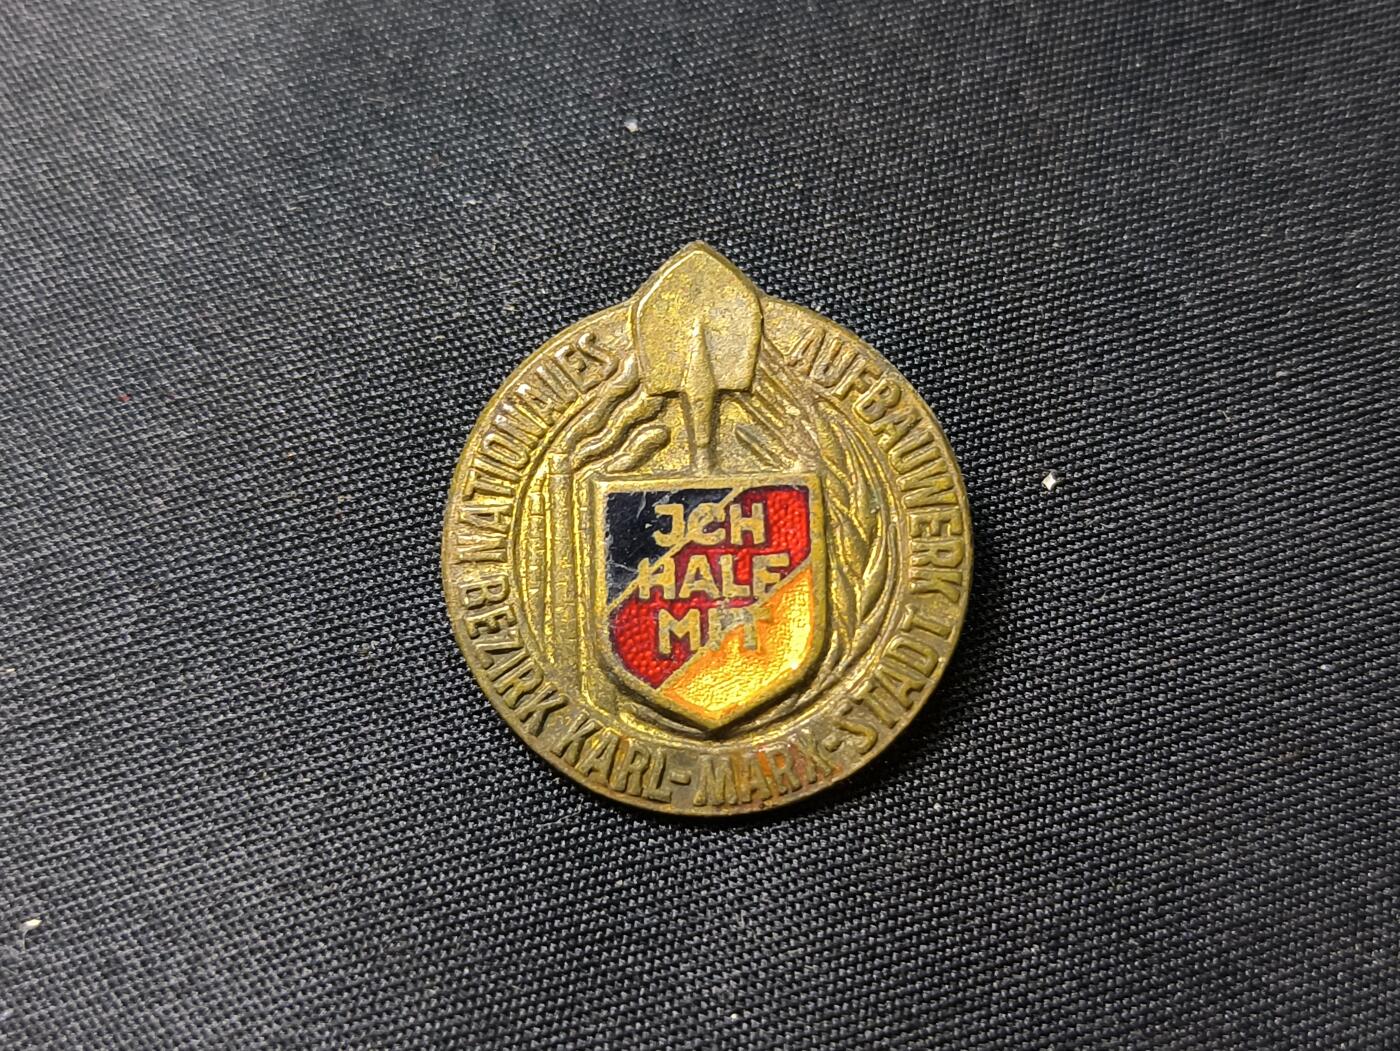 NATIONALES AUFBAUWERK
BEZIRK KARL-MARX-STADT
JCH
HALF
MIT